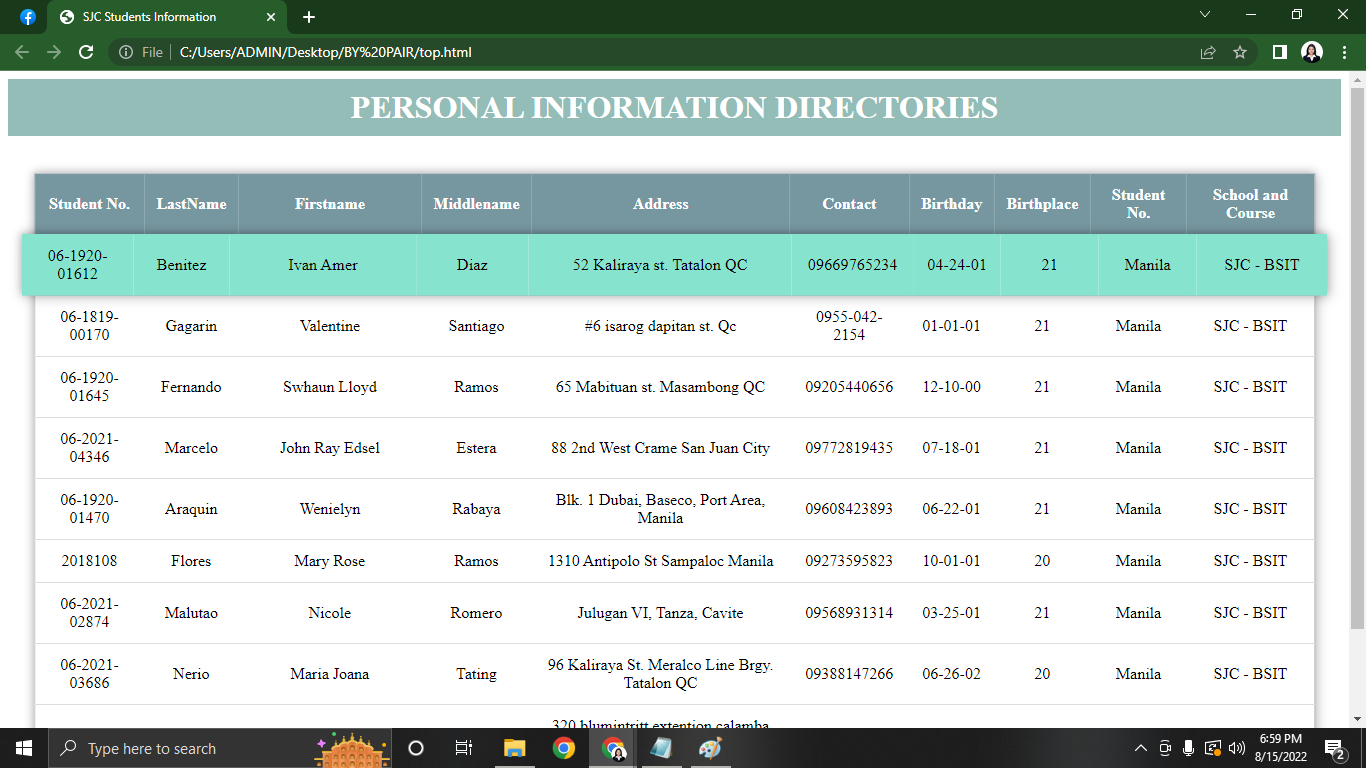 SJC Students Information
File
C:/Users/ADMIN/Desktop/BY%20PAIR/top.html
PERSONAL INFORMATION DIRECTORIES
Student No. LastName Firstname Middlename Address Contact Birthday Birthplace Student No. School and Course
06-1920-01612 Benitez Ivan Amer Diaz 52 Kaliraya st. Tatalon QC 09669765234 04-24-01 21 Manila SJC - BSIT
06-1819-00170 Gagarin Valentine Santiago #6 isarog dapitan st. Qc 0955-042-2154 01-01-01 21 Manila SJC - BSIT
06-1920-01645 Fernando Swhaun Lloyd Ramos 65 Mabituan st. Masambong QC 09205440656 12-10-00 21 Manila SJC - BSIT
06-2021-04346 Marcelo John Ray Edsel Estera 88 2nd West Crame San Juan City 09772819435 07-18-01 21 Manila SJC - BSIT
06-1920-01470 Araquin Wenielyn Rabaya Blk. 1 Dubai, Baseco, Port Area, Manila 09608423893 06-22-01 21 Manila SJC - BSIT
2018108 Flores Mary Rose Ramos 1310 Antipolo St Sampaloc Manila 09273595823 10-01-01 20 Manila SJC - BSIT
06-2021-02874 Malutao Nicole Romero Julugan VI, Tanza, Cavite 09568931314 03-25-01 21 Manila SJC - BSIT
06-2021-03686 Nerio Maria Joana Tating 96 Kaliraya St. Meralco Line Brgy. Tatalon QC 09388147266 06-26-02 20 Manila SJC - BSIT
320 blumintritt extention calamba
Type here to search
6:59 PM
8/15/2022
2